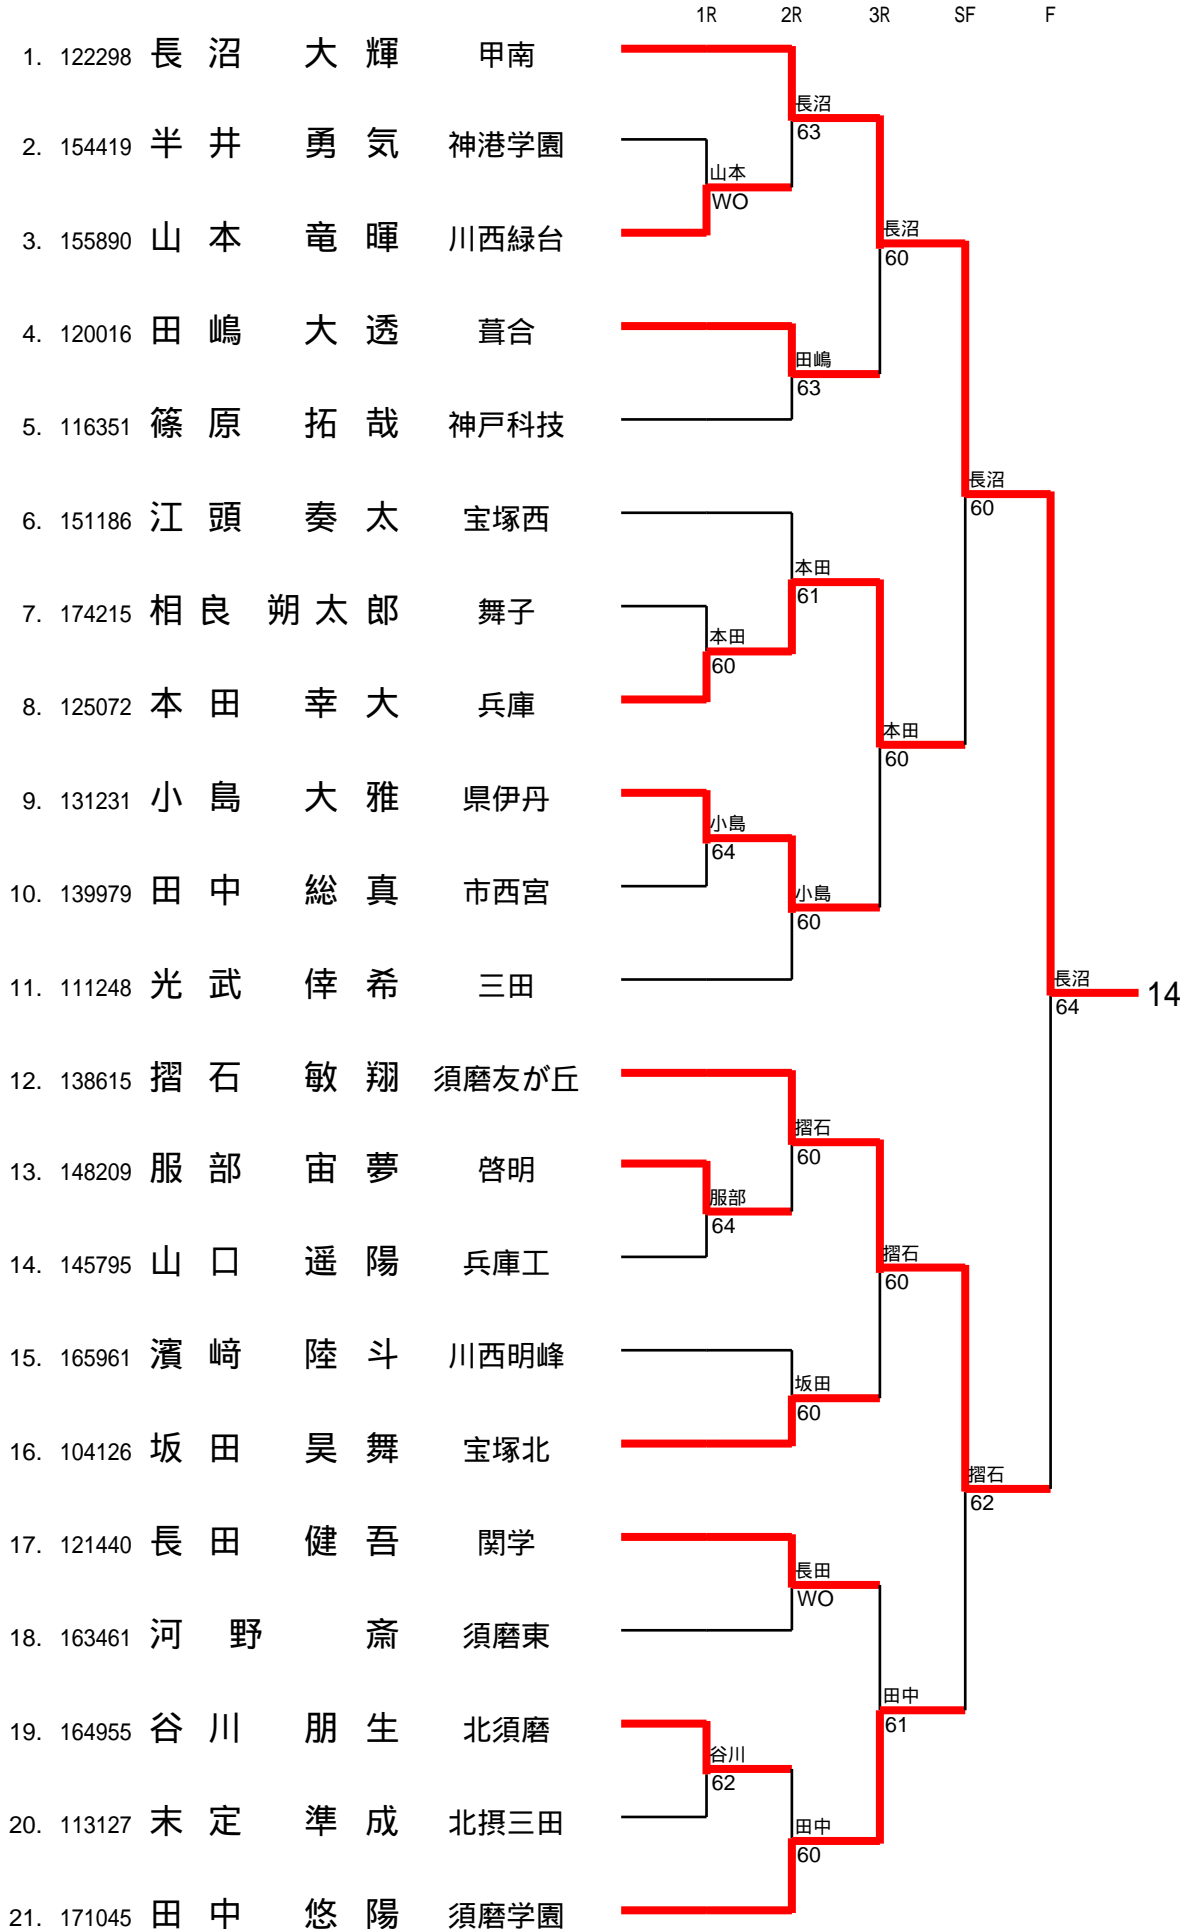 1R 2R 3R SF F
1. 122298 長沼 大輝 甲南
長沼
63
2. 154419 半井 勇気 神港学園
山本
WO
3. 155890 山本 竜暉 川西緑台
長沼
60
4. 120016 田嶋 大透 葺合
田嶋
63
5. 116351 篠原 拓哉 神戸科技
長沼
60
6. 151186 江頭 奏太 宝塚西
本田
61
7. 174215 相良 朔太郎 舞子
本田
60
8. 125072 本田 幸大 兵庫
本田
60
9. 131231 小島 大雅 県伊丹
小島
64
10. 139979 田中 総真 市西宮
小島
60
11. 111248 光武 倖希 三田
長沼
64
14
12. 138615 摺石 敏翔 須磨友が丘
摺石
60
13. 148209 服部 宙夢 啓明
服部
64
14. 145795 山口 遥陽 兵庫工
摺石
60
15. 165961 濱﨑 陸斗 川西明峰
坂田
60
16. 104126 坂田 昊舞 宝塚北
摺石
62
17. 121440 長田 健吾 関学
長田
WO
18. 163461 河野 斎 須磨東
田中
61
19. 164955 谷川 朋生 北須磨
谷川
62
20. 113127 末定 準成 北摂三田
田中
60
21. 171045 田中 悠陽 須磨学園